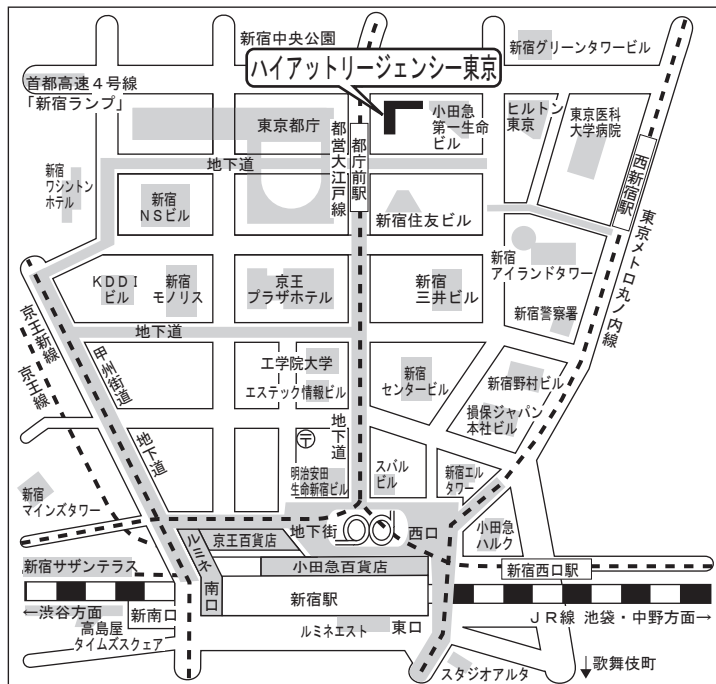 新宿中央公園
新宿グリーンタワービル
ハイアットリージェンシー東京
首都高速4号線
「新宿ランプ」
東京都庁
都営大江戸線
都庁前駅
小田急
第一生命
ビル
ヒルトン
東京
東京医科
大学病院
西新宿駅
東京メトロ丸ノ内線
地下道
新宿
ワシントン
ホテル
新宿
NSビル
新宿住友ビル
新宿
アイランドタワー
KDDI
ビル
新宿
モノリス
京王
プラザホテル
新宿
三井ビル
新宿警察署
地下道
京王新線
京王線
甲州街道
地下道
工学院大学
エステック情報ビル
地下道
新宿
センタービル
新宿野村ビル
損保ジャパン
本社ビル
〒
明治安田
生命新宿ビル
スバル
ビル
新宿エル
タワー
新宿
マインズタワー
地下街
西口
小田急
ハルク
ルミネ
京王百貨店
新宿サザンテラス
小田急百貨店
新宿西口駅
南口
新宿駅
←渋谷方面
新南口
JR線 池袋・中野方面→
高島屋
タイムズスクェア
ルミネエスト
東口
スタジオアルタ
↓歌舞伎町